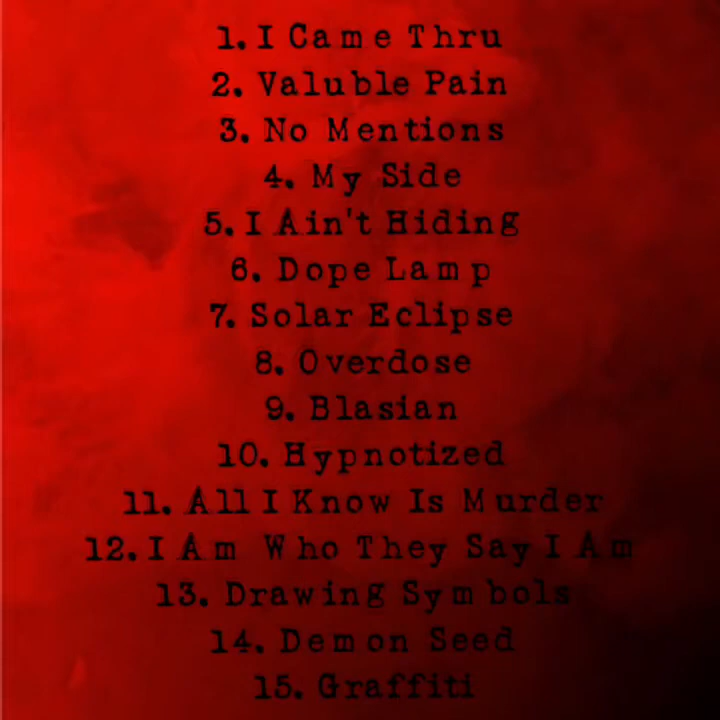 1. I Came Thru
2. Valuble Pain
3. No Mentions
4. My Side
5. I Ain't Hiding
6. Dope Lamp
7. Solar Eclipse
8. Overdose
9. Blasian
10. Hypnotized
11. All I Know Is Murder
12. I Am Who They Say I Am
13. Drawing Symbols
14. Demon Seed
15. Graffiti